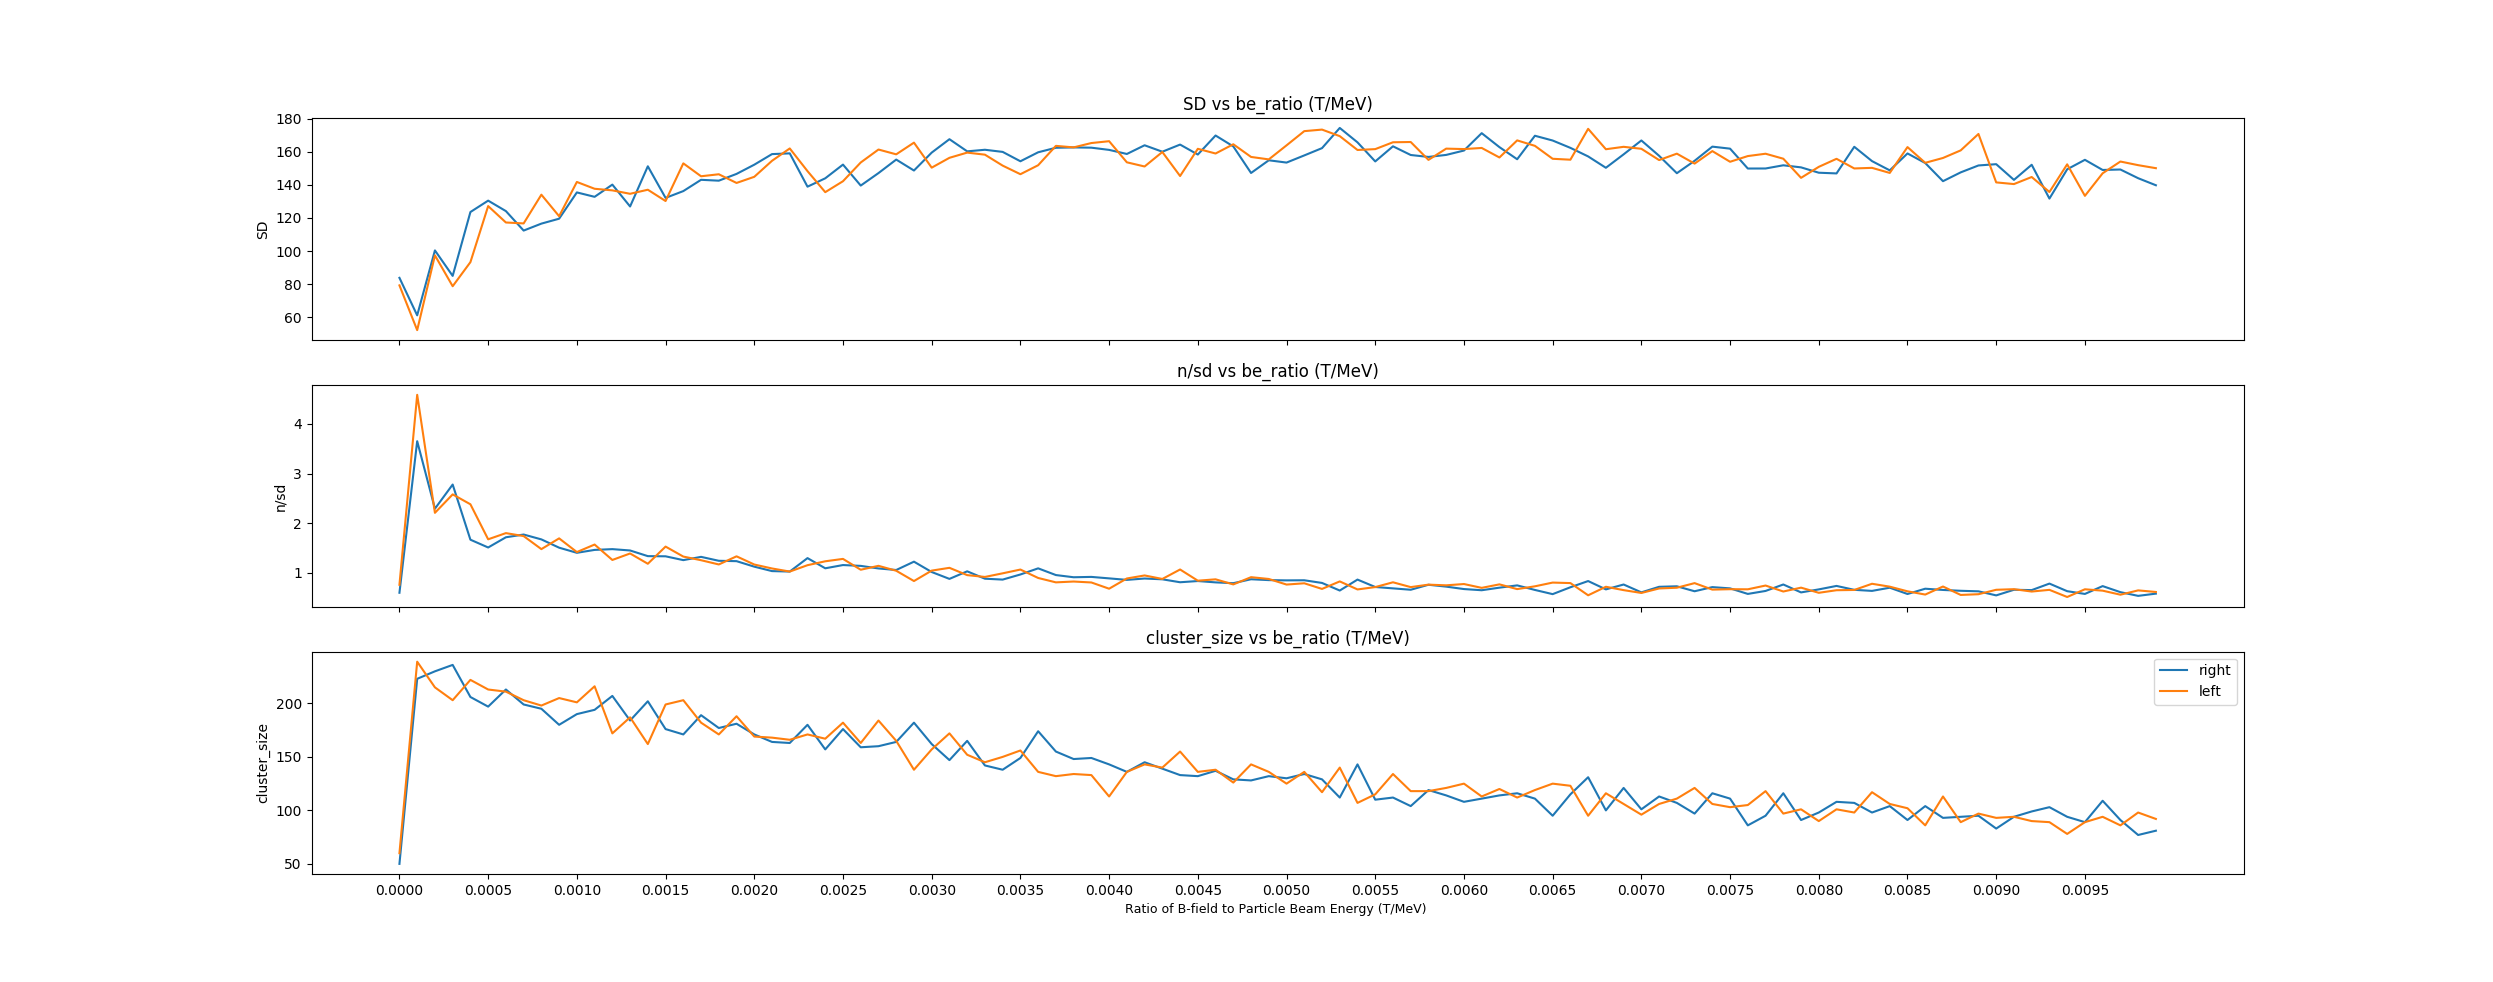 SD vs be_ratio (T/MeV)
180
160
140
120
100
80
60
SD
n/sd vs be_ratio (T/MeV)
4
3
2
1
n/sd
cluster_size vs be_ratio (T/MeV)
right
left
200
150
100
50
cluster_size
0.0000 0.0005 0.0010 0.0015 0.0020 0.0025 0.0030 0.0035 0.0040 0.0045 0.0050 0.0055 0.0060 0.0065 0.0070 0.0075 0.0080 0.0085 0.0090 0.0095
Ratio of B-field to Particle Beam Energy (T/MeV)